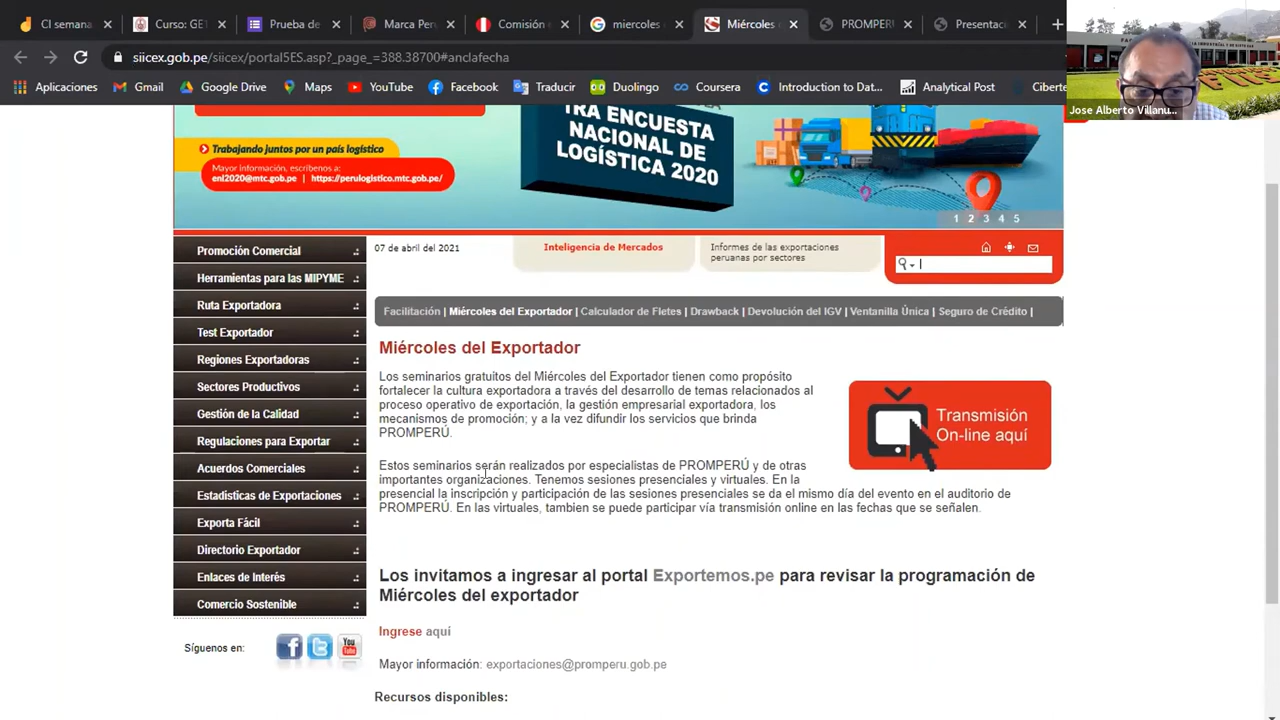 CI semana
Curso: GE
Prueba de
Marca Per
Comisión
miercoles
Miércoles
PROMPERU
Presentac
siicex.gob.pe/siicex/portal5ES.asp?_page_=388.38700#anclafecha
Aplicaciones
Gmail
Google Drive
Maps
YouTube
Facebook
Traducir
Duolingo
Coursera
Introduction to Dat...
Analytical Post
Ciberte
Jose Alberto Villanu...
TRA ENCUESTA
NACIONAL DE
LOGÍSTICA 2020
Trabajando juntos por un país logístico
Mayor información, escríbenos a:
enl2020@mtc.gob.pe | https://perulogistico.mtc.gob.pe/
1 2 3 4 5
07 de abril del 2021
Inteligencia de Mercados
Informes de las exportaciones
peruanas por sectores
Promoción Comercial
Herramientas para las MIPYME
Ruta Exportadora
Test Exportador
Regiones Exportadoras
Sectores Productivos
Gestión de la Calidad
Regulaciones para Exportar
Acuerdos Comerciales
Estadísticas de Exportaciones
Exporta Fácil
Directorio Exportador
Enlaces de Interés
Comercio Sostenible
Síguenos en:
You
Tube
Facilitación | Miércoles del Exportador | Calculador de Fletes | Drawback | Devolución del IGV | Ventanilla Única | Seguro de Crédito |
Miércoles del Exportador
Los seminarios gratuitos del Miércoles del Exportador tienen como propósito
fortalecer la cultura exportadora a través del desarrollo de temas relacionados al
proceso operativo de exportación, la gestión empresarial exportadora, los
mecanismos de promoción; y a la vez difundir los servicios que brinda
PROMPERÚ.
Transmisión
On-line aquí
Estos seminarios serán realizados por especialistas de PROMPERÚ y de otras
importantes organizaciones. Tenemos sesiones presenciales y virtuales. En la
presencial la inscripción y participación de las sesiones presenciales se da el mismo día del evento en el auditorio de
PROMPERÚ. En las virtuales, tambien se puede participar vía transmisión online en las fechas que se señalen.
Los invitamos a ingresar al portal Exportemos.pe para revisar la programación de
Miércoles del exportador
Ingrese aquí
Mayor información: exportaciones@promperu.gob.pe
Recursos disponibles: